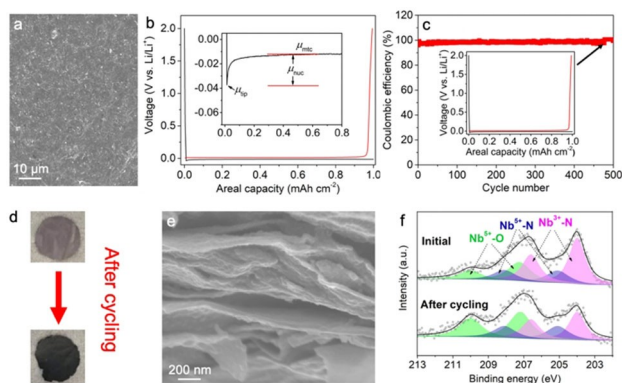 a
10 μm
b
Voltage (V vs. Li/Li⁺)
2.0
1.5
1.0
0.5
0.0
0.00
-0.02
-0.04
-0.06
μmtc
μnuc
μtip
0.0 0.2 0.4 0.6 0.8
0.0 0.2 0.4 0.6 0.8 1.0
Areal capacity (mAh cm⁻²)
c
Coulombic efficiency (%)
120
100
80
60
40
20
0
Voltage (V vs. Li/Li⁺)
2.0
1.5
1.0
0.5
0.0
0.0 0.2 0.4 0.6 0.8 1.0
Areal capacity (mAh cm⁻²)
0 100 200 300 400 500
Cycle number
d
After cycling
e
200 nm
f
Intensity (a.u.)
Nb⁵⁺-O
Nb⁵⁺-N
Nb³⁺-N
Initial
After cycling
213 211 209 207 205 203
Binding energy (eV)